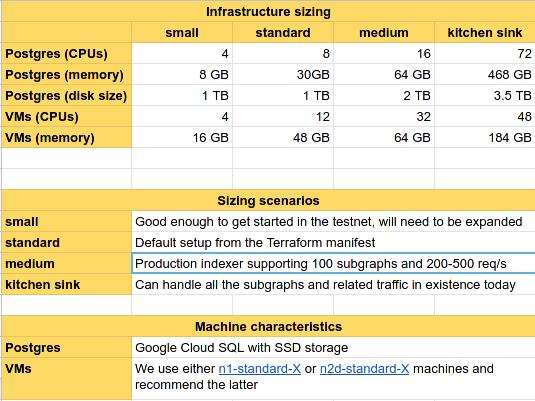 Infrastructure sizing
small standard medium kitchen sink
Postgres (CPUs) 4 8 16 72
Postgres (memory) 8 GB 30GB 64 GB 468 GB
Postgres (disk size) 1 TB 1 TB 2 TB 3.5 TB
VMs (CPUs) 4 12 32 48
VMs (memory) 16 GB 48 GB 64 GB 184 GB
Sizing scenarios
small Good enough to get started in the testnet, will need to be expanded
standard Default setup from the Terraform manifest
medium Production indexer supporting 100 subgraphs and 200-500 req/s
kitchen sink Can handle all the subgraphs and related traffic in existence today
Machine characteristics
Postgres Google Cloud SQL with SSD storage
VMs We use either n1-standard-X or n2d-standard-X machines and
recommend the latter